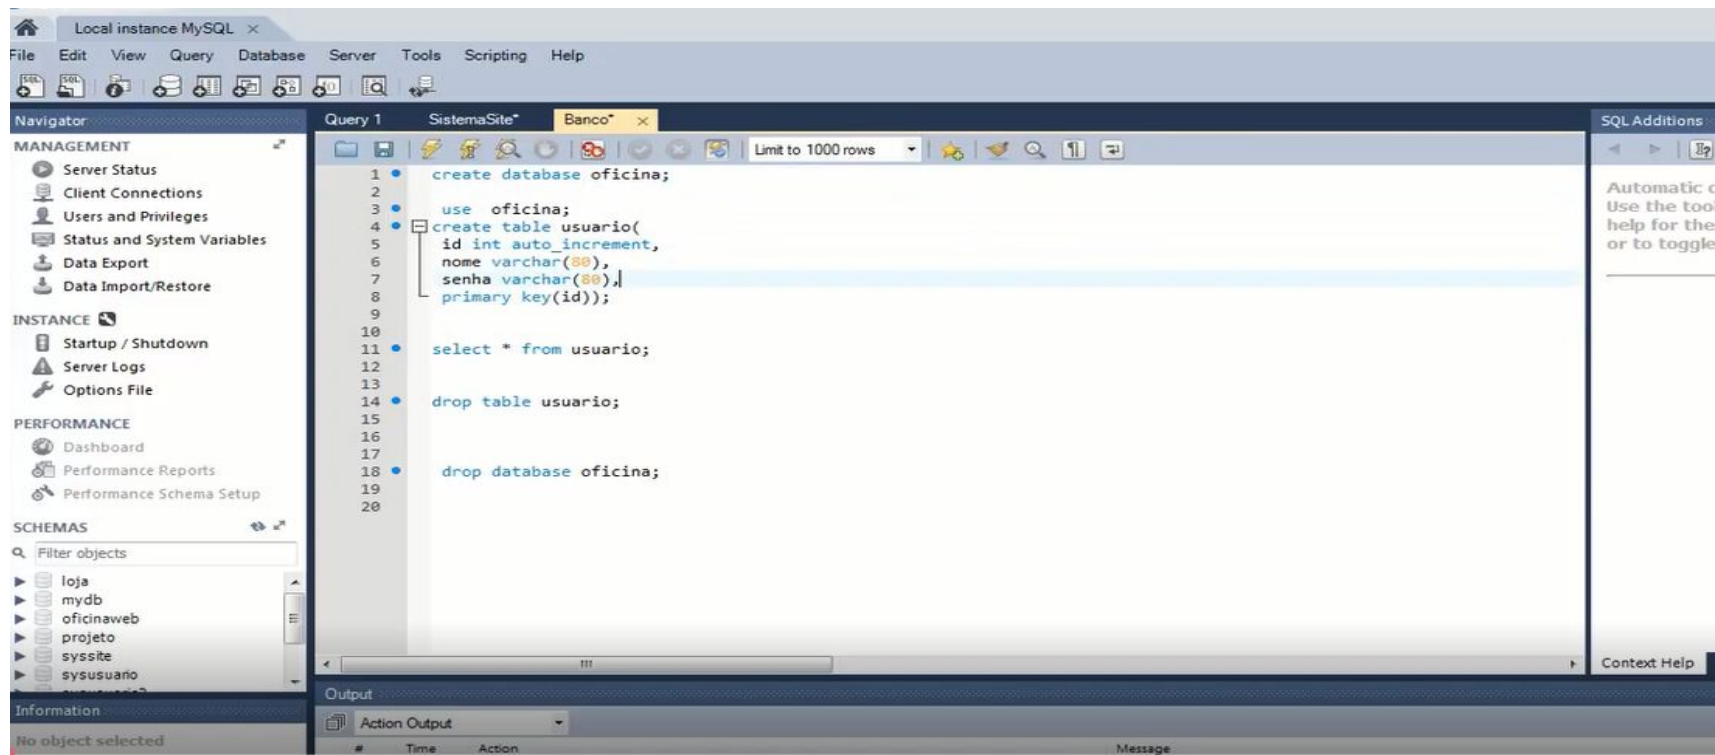 Local instance MySQL
File Edit View Query Database Server Tools Scripting Help
Navigator
MANAGEMENT
Server Status
Client Connections
Users and Privileges
Status and System Variables
Data Export
Data Import/Restore
INSTANCE
Startup / Shutdown
Server Logs
Options File
PERFORMANCE
Dashboard
Performance Reports
Performance Schema Setup
SCHEMAS
Filter objects
loja
mydb
oficinaweb
projeto
syssite
sysusuario
Information
No object selected
Query 1 SistemaSite* Banco*
Limit to 1000 rows
1 create database oficina;
2
3 use oficina;
4 create table usuario(
5 id int auto_increment,
6 nome varchar(80),
7 senha varchar(80),
8 primary key(id));
9
10
11 select * from usuario;
12
13
14 drop table usuario;
15
16
17
18 drop database oficina;
19
20
Output
Action Output
# Time Action Message
SQL Additions
Automatic
Use the
help for the
or to toggle
Context Help